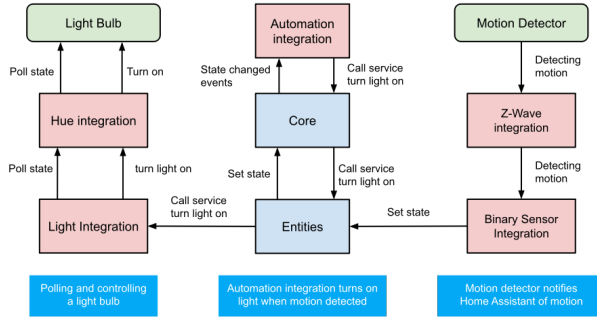 Light Bulb
Automation
integration
Motion Detector
Poll state
Turn on
State changed
events
Call service
turn light on
Detecting
motion
Hue integration
Core
Z-Wave
integration
Poll state
turn light on
Set state
Call service
turn light on
Detecting
motion
Light Integration
Call service
turn light on
Entities
Set state
Binary Sensor
Integration
Polling and controlling
a light bulb
Automation integration turns on
light when motion detected
Motion detector notifies
Home Assistant of motion